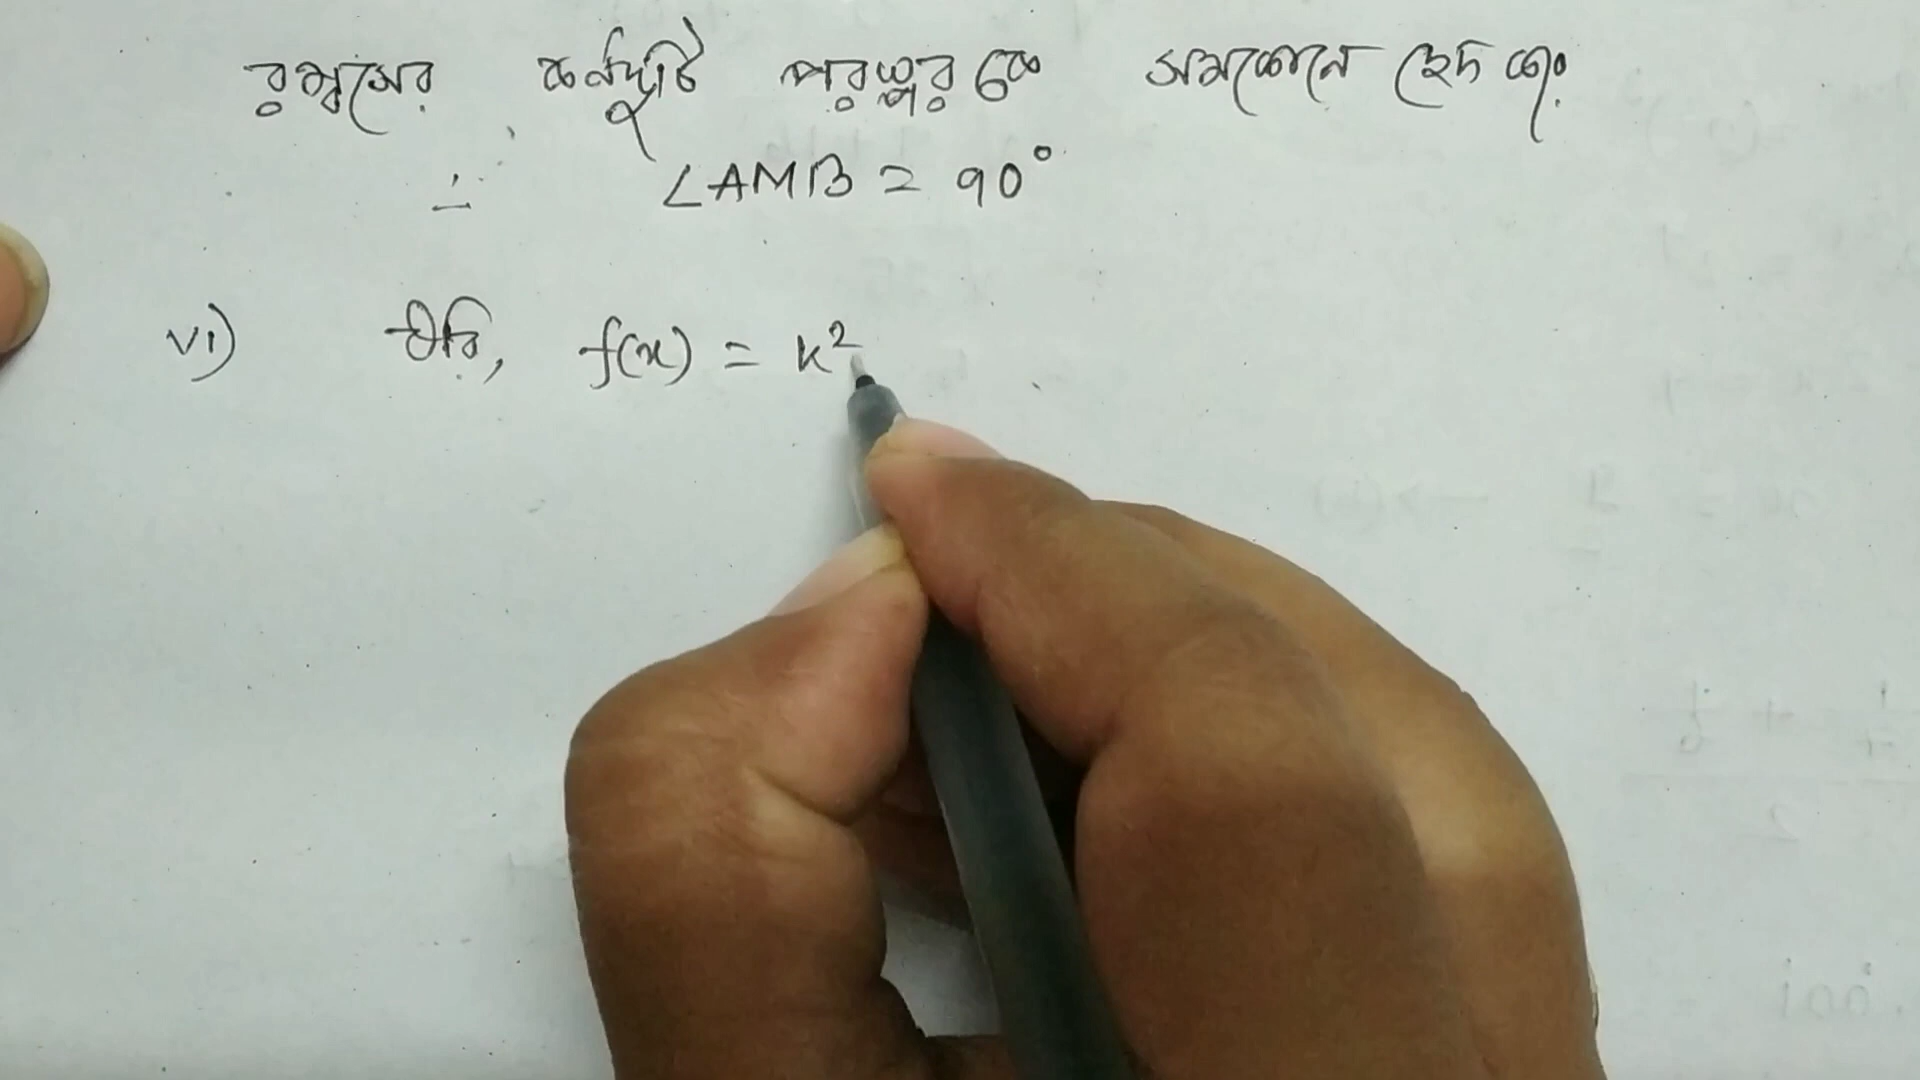 রম্বসের কর্ণদুটি পরস্পরকে সমকোণে ছেদ করে।
∴ ∠AMB = 90°
vi) ধরি, f(x) = k²